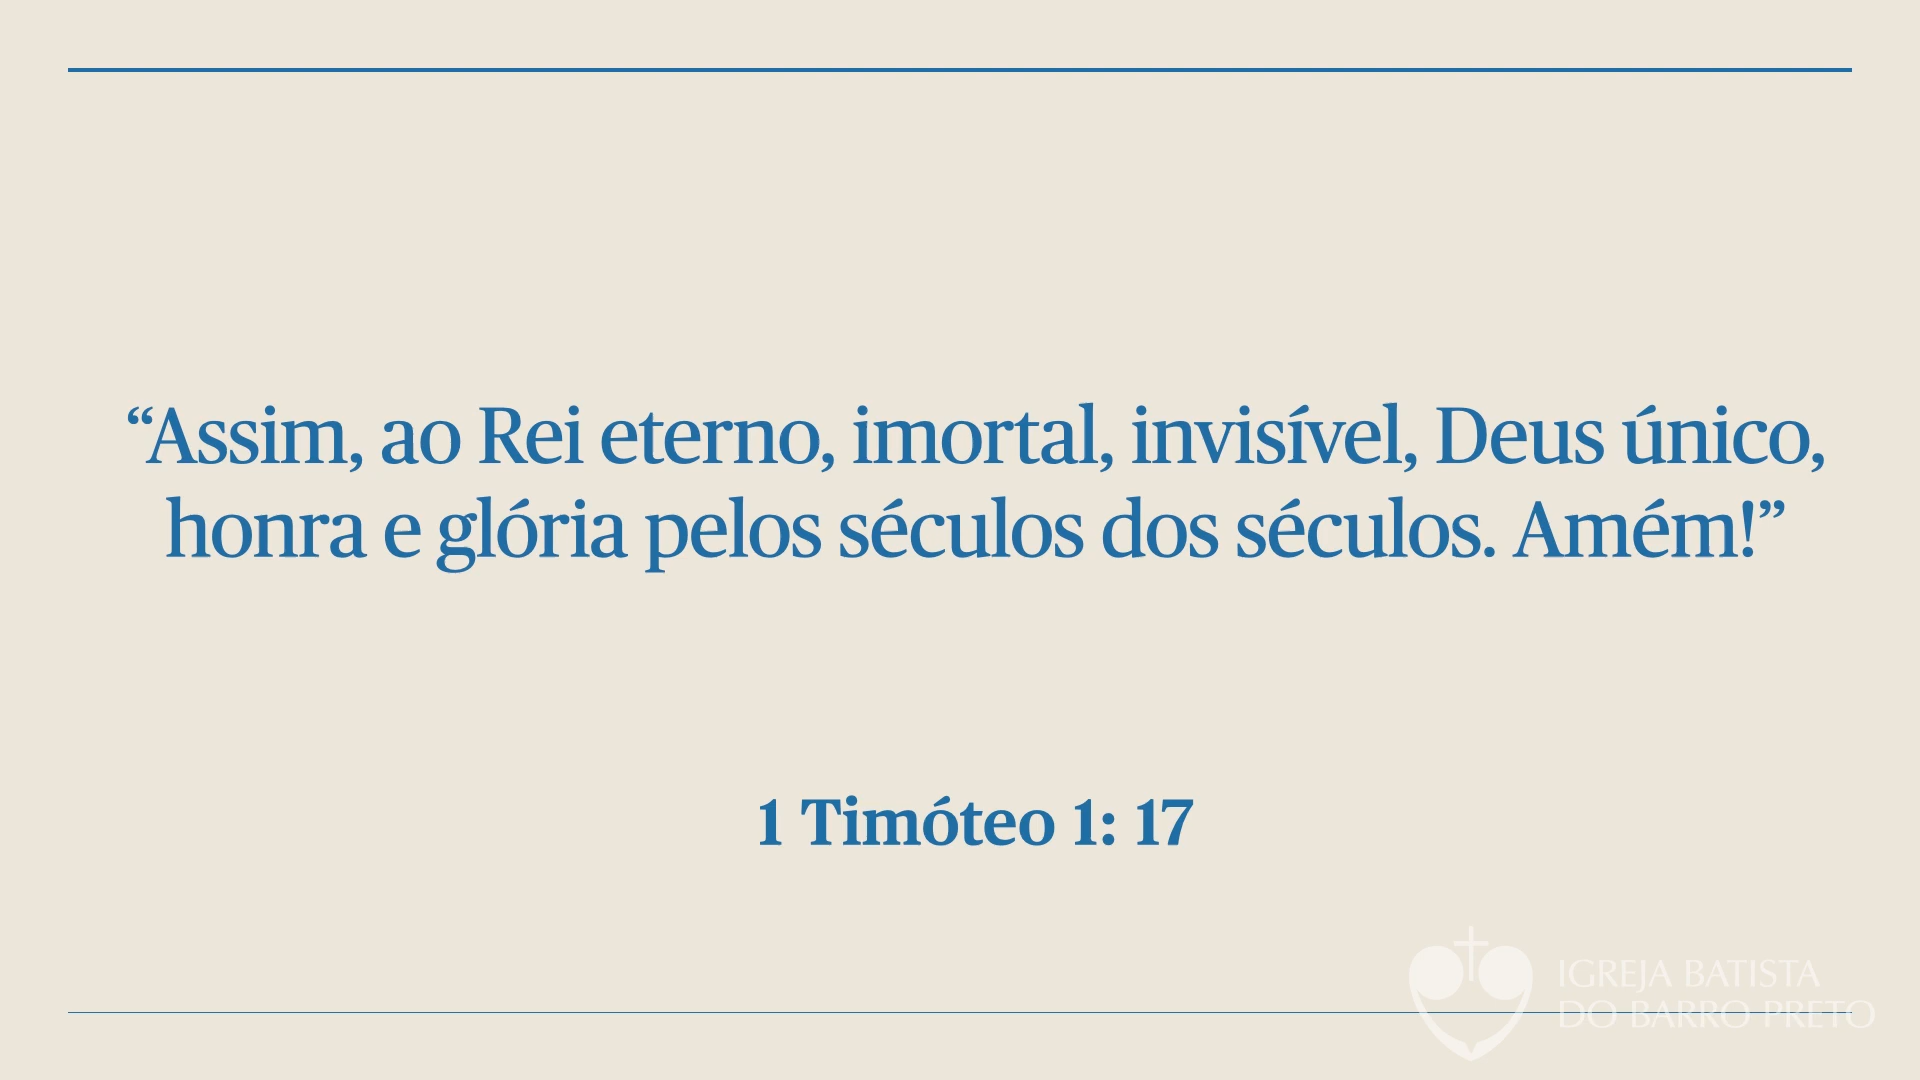 “Assim, ao Rei eterno, imortal, invisível, Deus único,
honra e glória pelos séculos dos séculos. Amém!”
1 Timóteo 1: 17
IGREJA BATISTA
DO BARRO PRETO